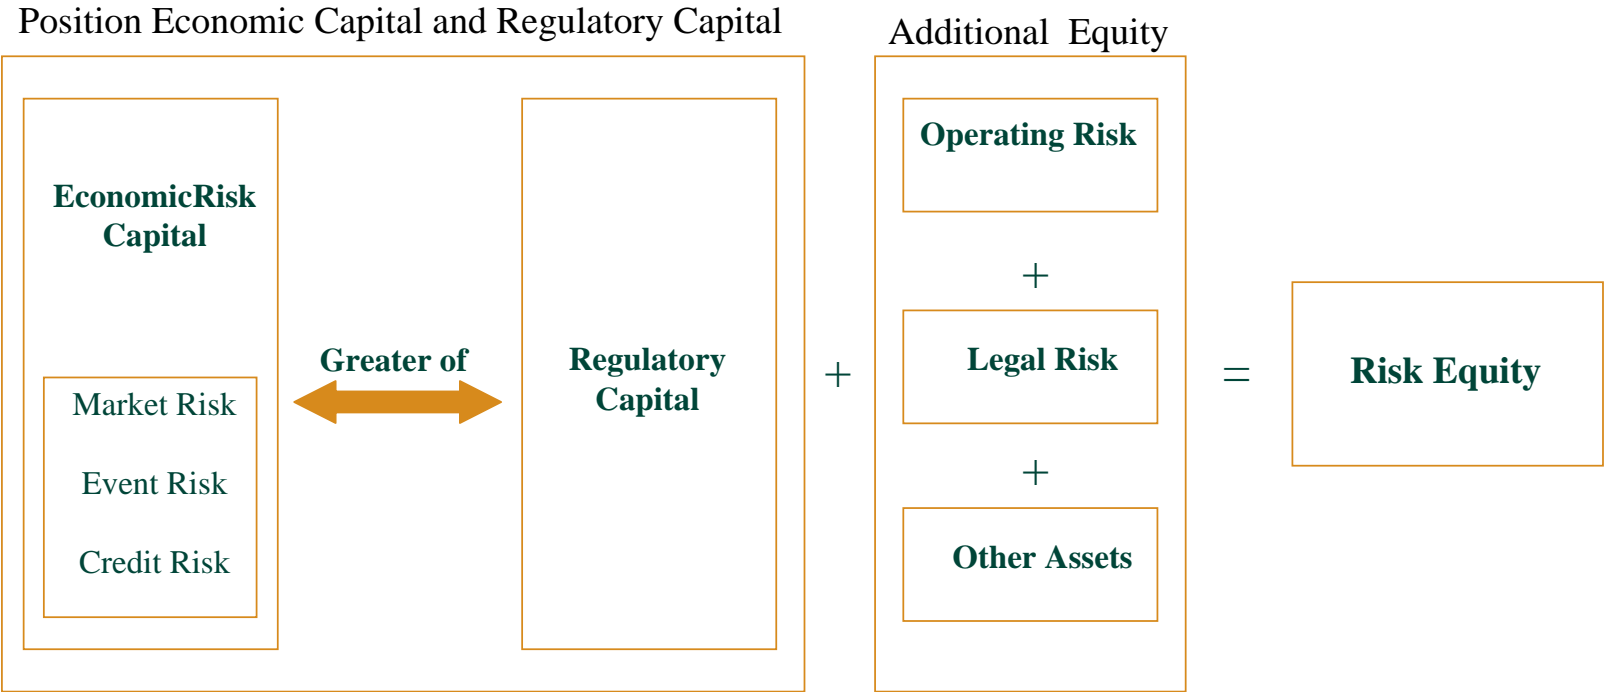 Position Economic Capital and Regulatory Capital
EconomicRisk
Capital
Market Risk
Event Risk
Credit Risk
Greater of
Regulatory
Capital
+
Additional Equity
Operating Risk
+
Legal Risk
+
Other Assets
=
Risk Equity